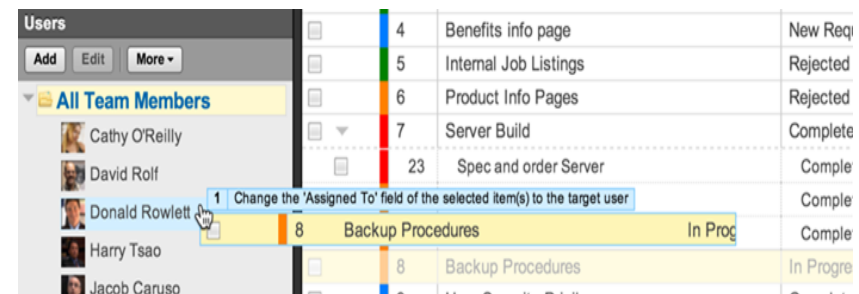 Users
Add Edit More
All Team Members
Cathy O'Reilly
David Rolf
Donald Rowlett
Harry Tsao
Jacob Caruso
4 Benefits info page New Requ
5 Internal Job Listings Rejected
6 Product Info Pages Rejected
7 Server Build Complete
23 Spec and order Server Complet
1 Change the 'Assigned To' field of the selected item(s) to the target user Complet
8 Backup Procedures In Prog Complet
8 Backup Procedures In Progre